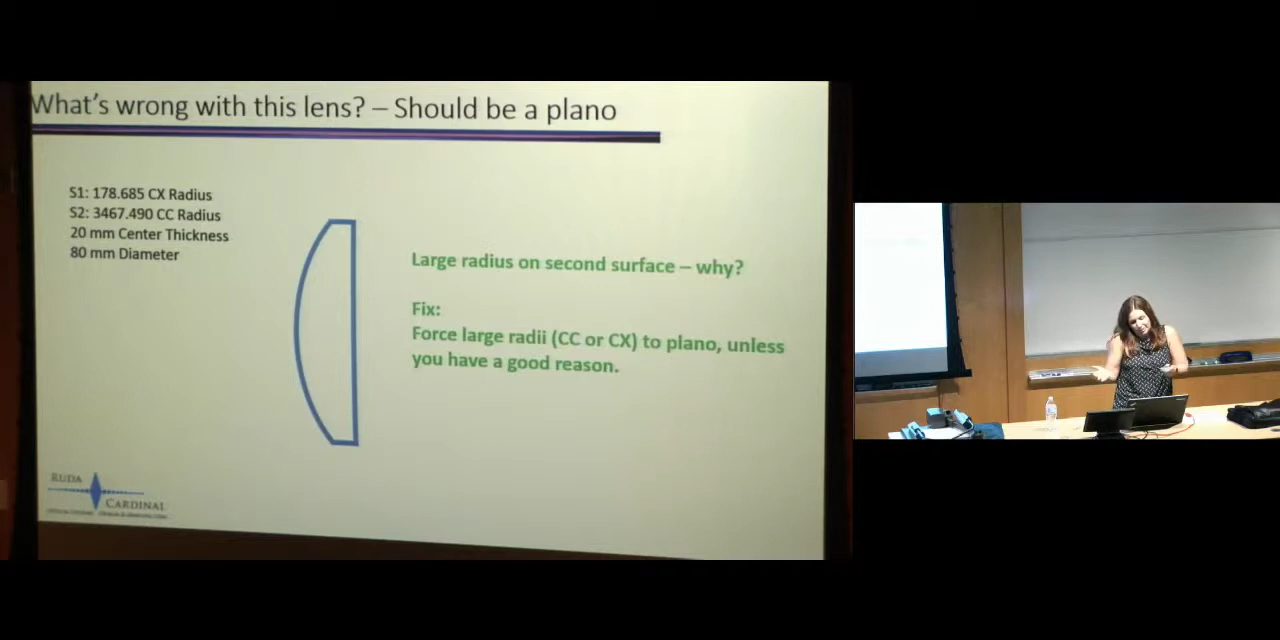 What's wrong with this lens? – Should be a plano
S1: 178.685 CX Radius
S2: 3467.490 CC Radius
20 mm Center Thickness
80 mm Diameter
Large radius on second surface – why?
Fix:
Force large radii (CC or CX) to plano, unless
you have a good reason.
RUDA
CARDINAL